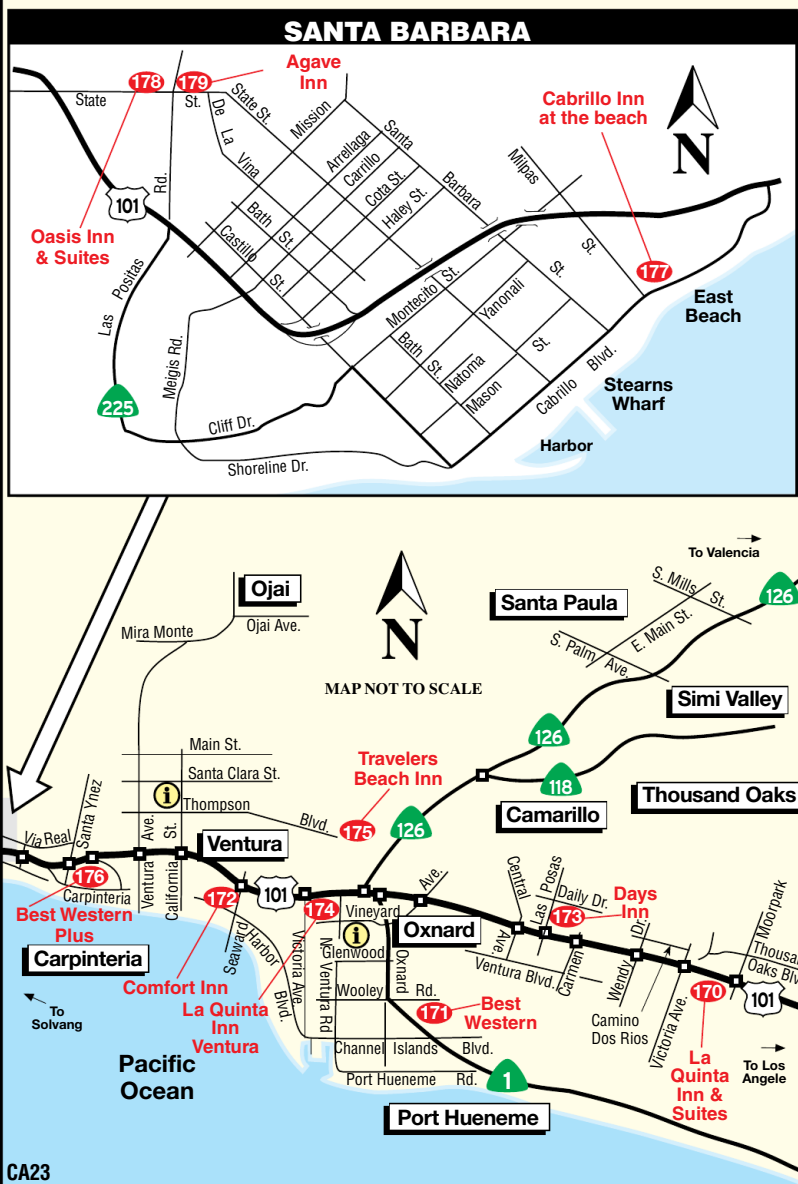 SANTA BARBARA
178
179
Agave
Inn
State
St.
State St.
De La Vina
Mission
Santa Barbara St.
Arrellaga
Carrillo
Cota St.
Haley St.
Milpas St.
Cabrillo Inn
at the beach
N
101
Las Positas Rd.
Oasis Inn
& Suites
Bath St.
Castillo St.
177
East
Beach
Montecito St.
Yanonali St.
Bath St.
Natoma
Mason
Cabrillo Blvd.
Stearns
Wharf
Harbor
Meigis Rd.
225
Cliff Dr.
Shoreline Dr.
To Valencia
Ojai
Ojai Ave.
Mira Monte
N
MAP NOT TO SCALE
Santa Paula
S. Mills St.
126
E. Main St.
S. Palm Ave.
Simi Valley
126
118
Main St.
Santa Clara St.
i
Thompson Blvd.
Travelers
Beach Inn
175
126
Camarillo
Thousand Oaks
Via Real
Santa Ynez
Ventura Ave.
California St.
Ventura
176
Carpinteria
Best Western
Plus
Carpinteria
172
101
Seaward
Harbor Blvd.
Comfort Inn
174
La Quinta
Inn
Ventura
Victoria Ave.
N. Ventura Rd
Vineyard Ave.
i
Glenwood
Oxnard
Oxnard
Wooley Rd.
171
Best
Western
Channel Islands Blvd.
Port Hueneme Rd.
1
Port Hueneme
Central Ave.
Las Posas
Daily Dr.
173
Days
Inn
Ventura Blvd.
Carmen
Wendy Dr.
Camino
Dos Rios
Victoria Ave.
Moorpark
Thousan
Oaks Blv
170
101
La
Quinta
Inn &
Suites
To Los
Angele
To
Solvang
Pacific
Ocean
CA23